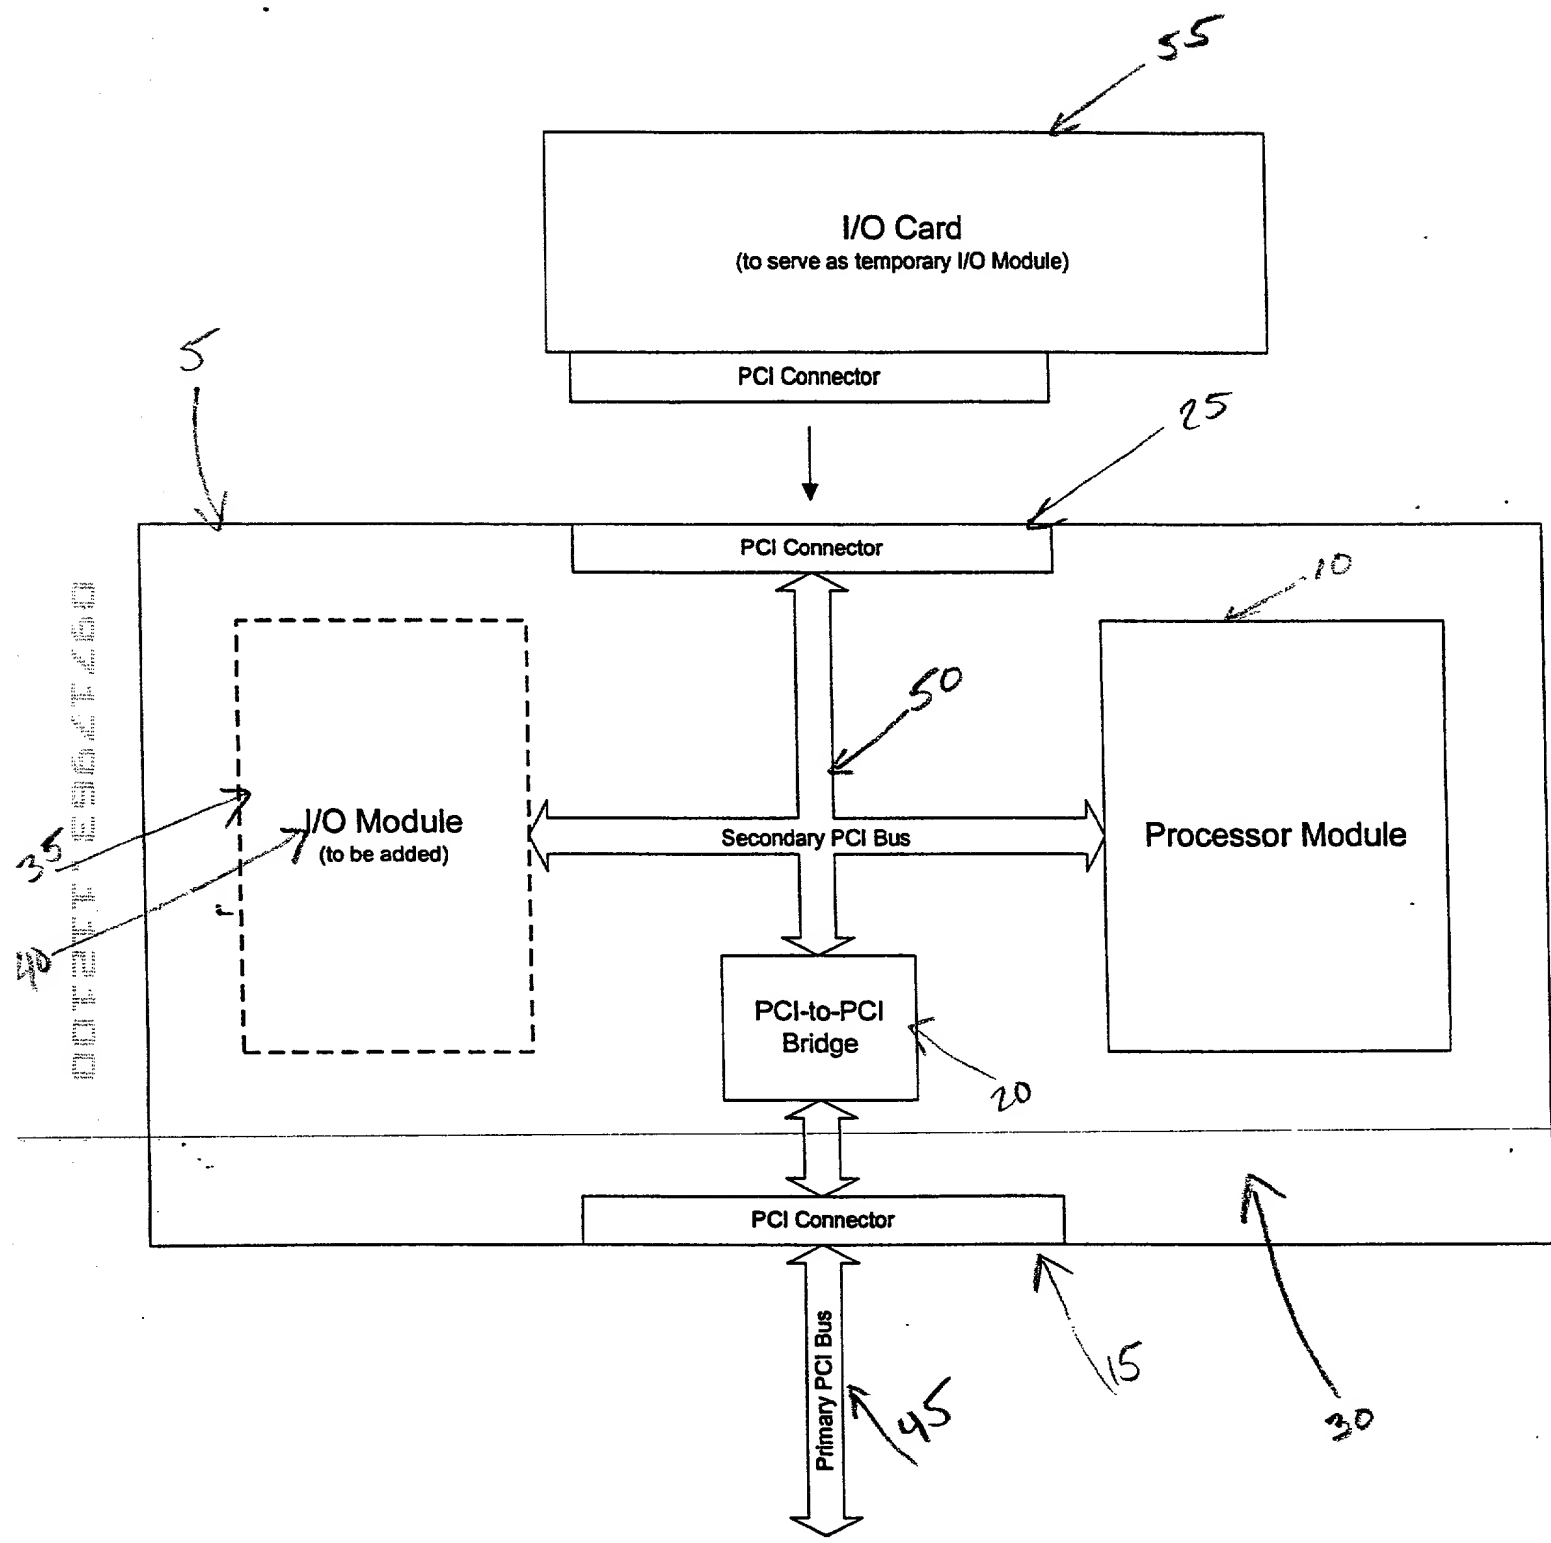 55
I/O Card
(to serve as temporary I/O Module)
5
PCI Connector
25
PCI Connector
10
50
35
I/O Module
(to be added)
Secondary PCI Bus
Processor Module
40
PCI-to-PCI
Bridge
20
PCI Connector
Primary PCI Bus
15
45
30